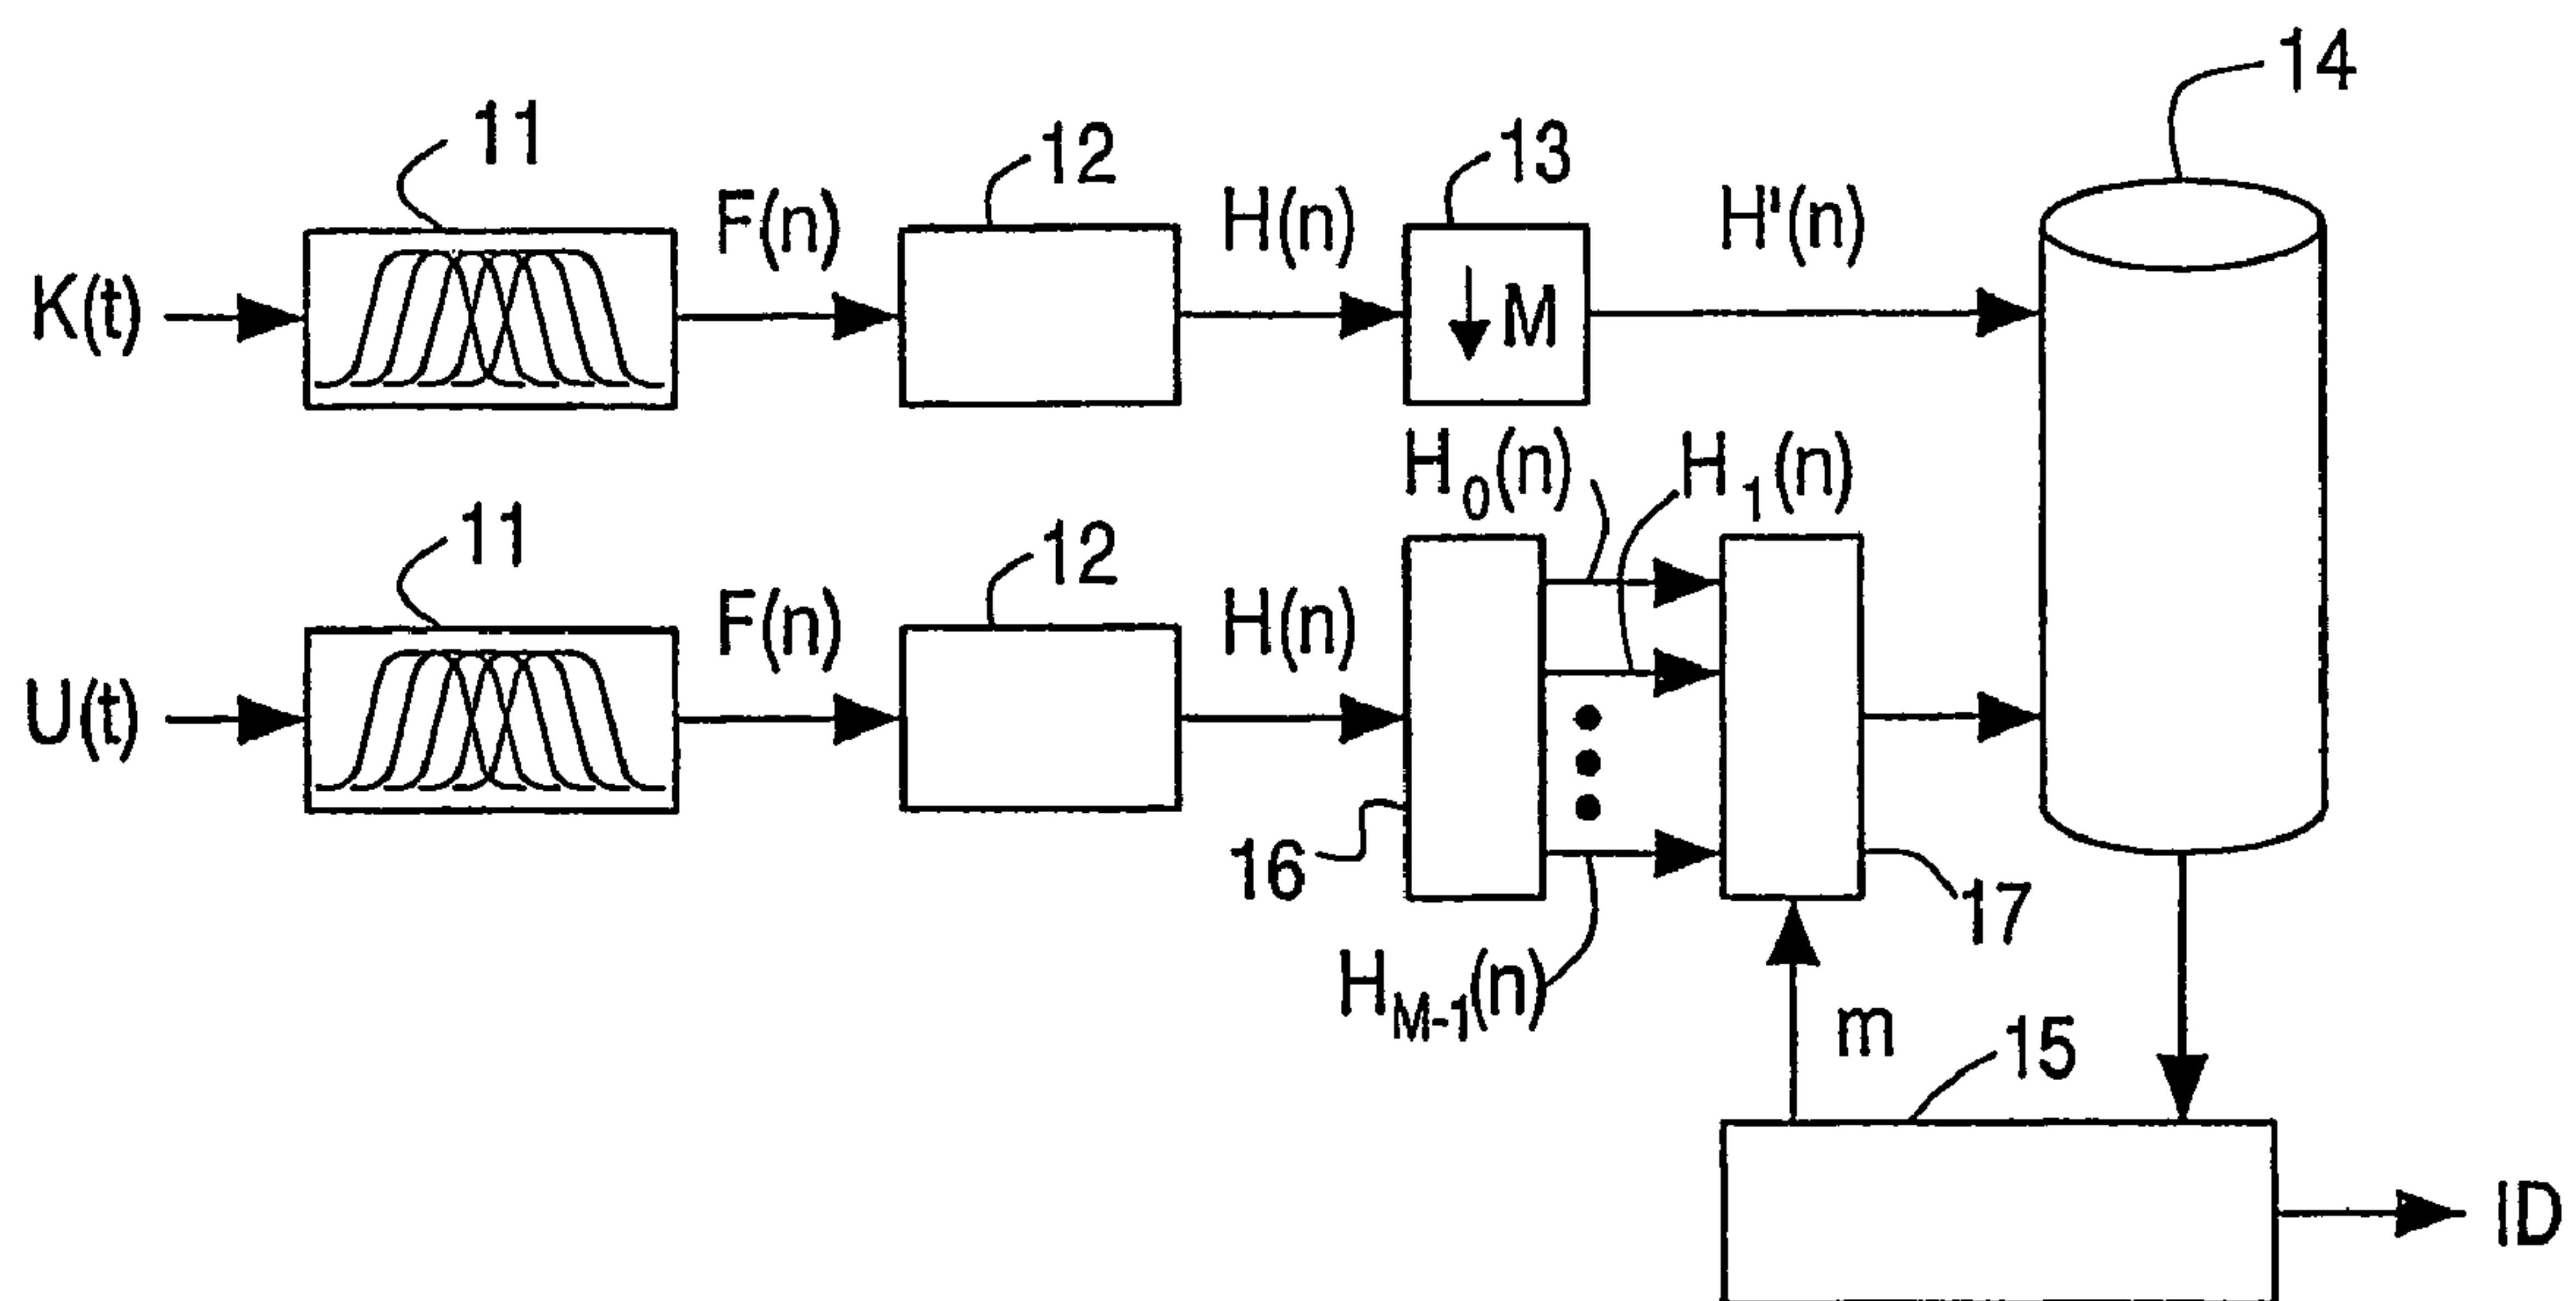 14
11
12
13
K(t)
F(n)
H(n)
↓ M
H'(n)
H0(n)
H1(n)
11
12
U(t)
F(n)
H(n)
16
17
HM-1(n)
m
15
ID